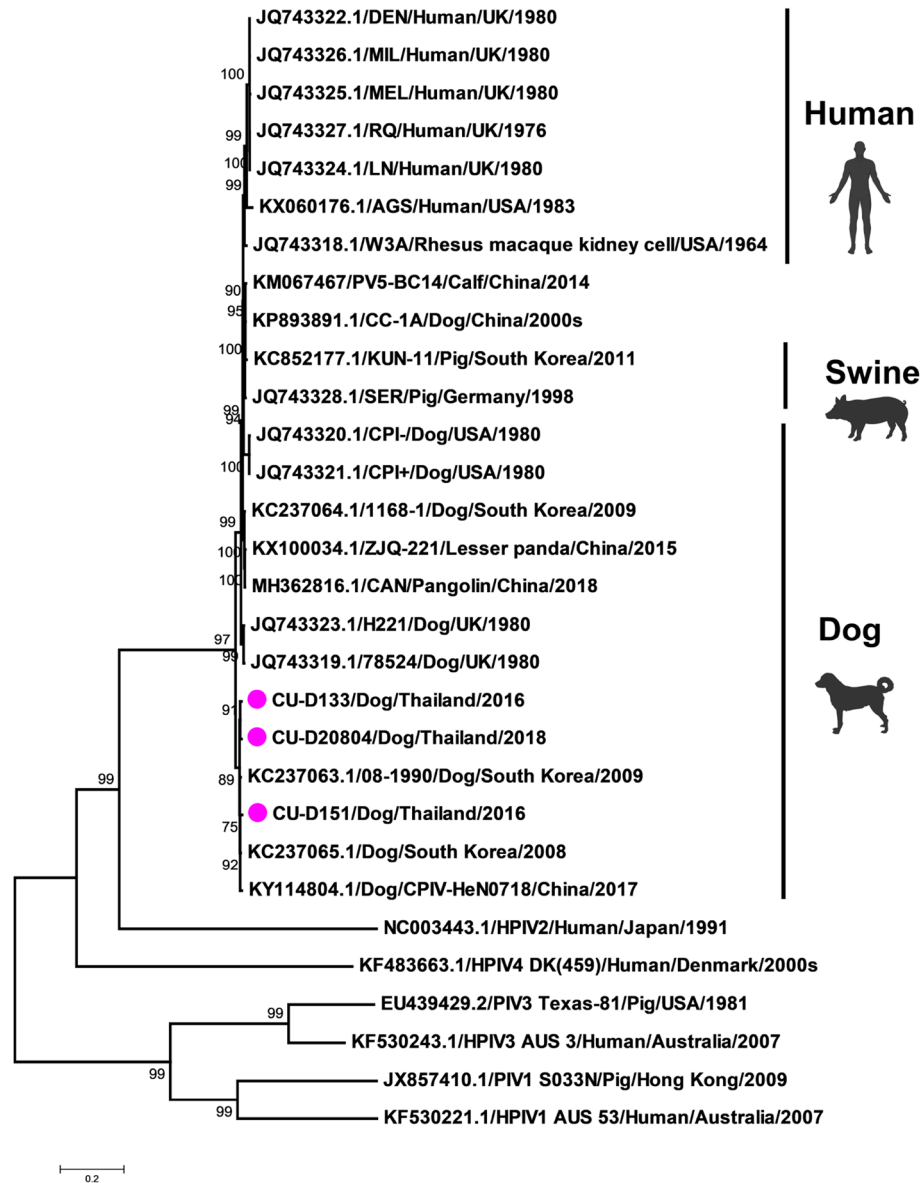 JQ743322.1/DEN/Human/UK/1980
JQ743326.1/MIL/Human/UK/1980
100
JQ743325.1/MEL/Human/UK/1980
Human
99
JQ743327.1/RQ/Human/UK/1976
100
JQ743324.1/LN/Human/UK/1980
99
KX060176.1/AGS/Human/USA/1983
JQ743318.1/W3A/Rhesus macaque kidney cell/USA/1964
KM067467/PV5-BC14/Calf/China/2014
90
95
KP893891.1/CC-1A/Dog/China/2000s
100
KC852177.1/KUN-11/Pig/South Korea/2011
Swine
JQ743328.1/SER/Pig/Germany/1998
99
94
JQ743320.1/CPI-/Dog/USA/1980
100
JQ743321.1/CPI+/Dog/USA/1980
KC237064.1/1168-1/Dog/South Korea/2009
99
100
KX100034.1/ZJQ-221/Lesser panda/China/2015
100
MH362816.1/CAN/Pangolin/China/2018
JQ743323.1/H221/Dog/UK/1980
Dog
97
99
JQ743319.1/78524/Dog/UK/1980
CU-D133/Dog/Thailand/2016
91
CU-D20804/Dog/Thailand/2018
99
89
KC237063.1/08-1990/Dog/South Korea/2009
CU-D151/Dog/Thailand/2016
75
KC237065.1/Dog/South Korea/2008
92
KY114804.1/Dog/CPIV-HeN0718/China/2017
NC003443.1/HPIV2/Human/Japan/1991
KF483663.1/HPIV4 DK(459)/Human/Denmark/2000s
EU439429.2/PIV3 Texas-81/Pig/USA/1981
99
KF530243.1/HPIV3 AUS 3/Human/Australia/2007
99
JX857410.1/PIV1 S033N/Pig/Hong Kong/2009
99
KF530221.1/HPIV1 AUS 53/Human/Australia/2007
0.2